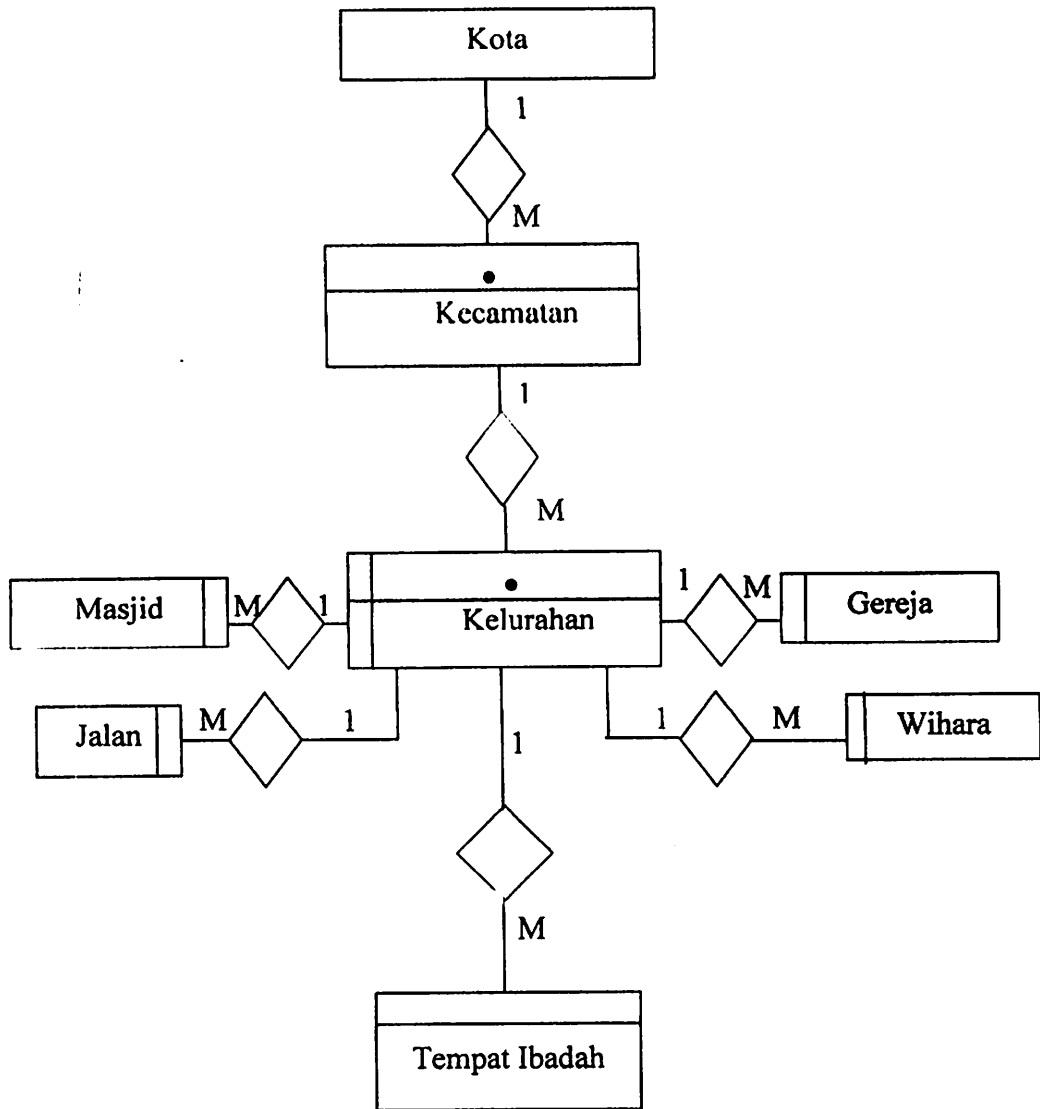 Kota
1
M
Kecamatan
1
M
Masjid M 1 Kelurahan 1 M Gereja
Jalan M 1 1 1 M Wihara
M
Tempat Ibadah